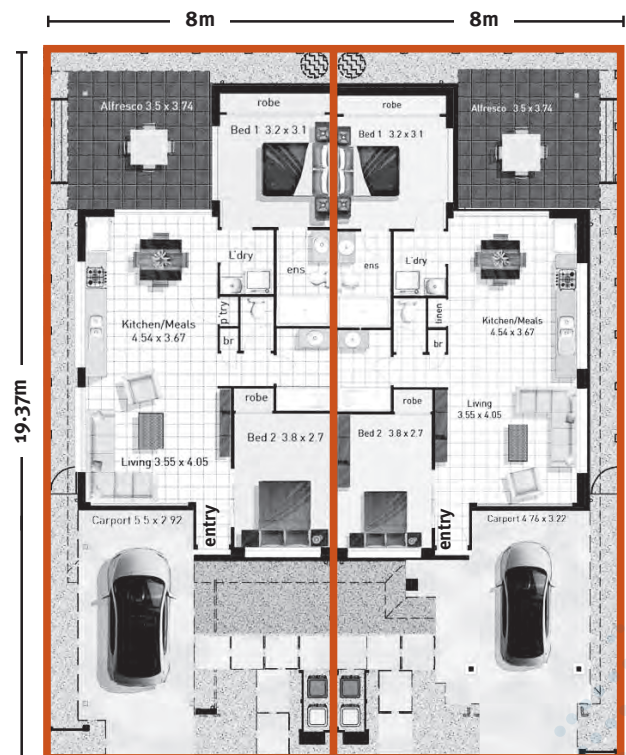 8m 8m
19.37m
Alfresco 3.5 x 3.74
robe
Bed 1 3.2 x 3.1
L'dry
ens
p'try
br
Kitchen/Meals
4.54 x 3.67
robe
Bed 2 3.8 x 2.7
Living 3.55 x 4.05
Carport 5.5 x 2.92
entry
robe
Bed 1 3.2 x 3.1
Alfresco 3.5 x 3.74
ens
L'dry
linen
br
Kitchen/Meals
4.54 x 3.67
Living
3.55 x 4.05
robe
Bed 2 3.8 x 2.7
entry
Carport 4.76 x 3.22